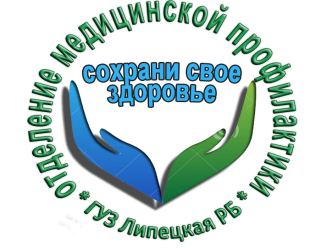 * ОТДЕЛЕНИЕ МЕДИЦИНСКОЙ ПРОФИЛАКТИКИ *
сохрани свое
здоровье
ГУЗ Липецкая РБ